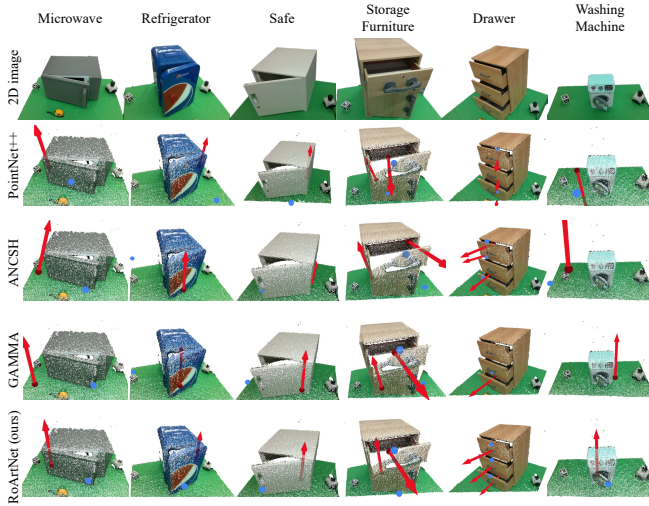 Microwave
Refrigerator
Safe
Storage
Furniture
Drawer
Washing
Machine
2D image
PointNet++
ANCSH
GAMMA
RoArtNet (ours)